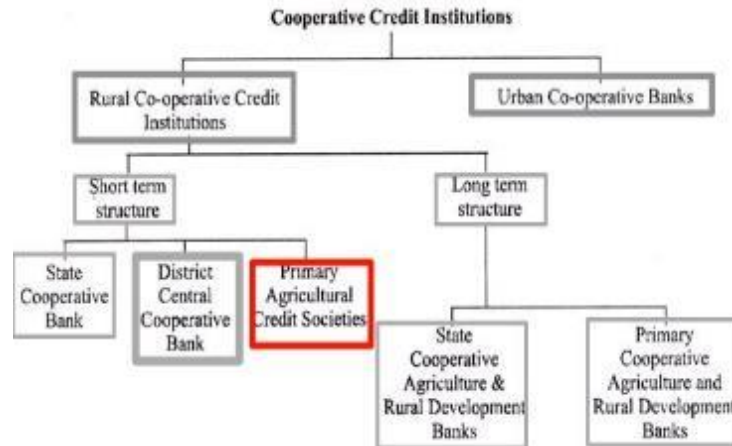 Cooperative Credit Institutions
Rural Co-operative Credit
Institutions
Urban Co-operative Banks
Short term
structure
Long term
structure
State
Cooperative
Bank
District
Central
Cooperative
Bank
Primary
Agricultural
Credit Societies
State
Cooperative
Agriculture &
Rural Development
Banks
Primary
Cooperative
Agriculture and
Rural Development
Banks